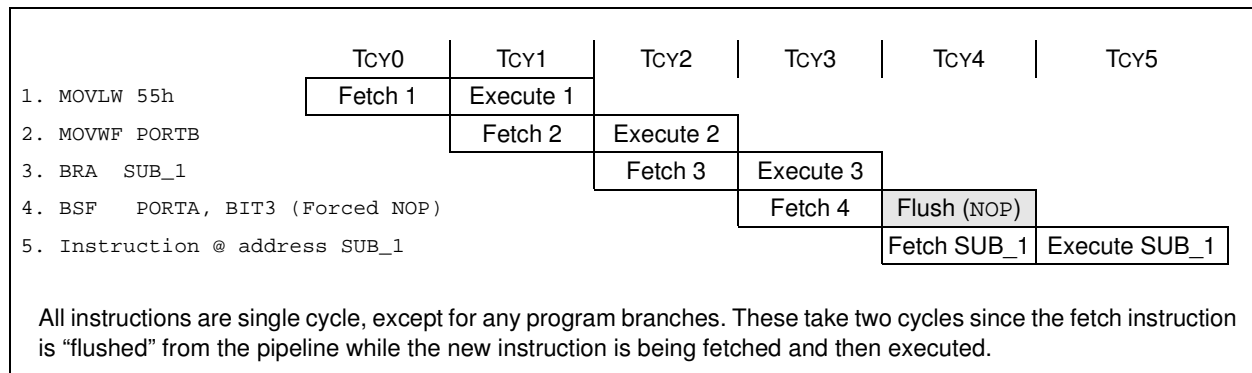 TCY0 TCY1 TCY2 TCY3 TCY4 TCY5
1. MOVLW 55h Fetch 1 Execute 1
2. MOVWF PORTB Fetch 2 Execute 2
3. BRA SUB_1 Fetch 3 Execute 3
4. BSF PORTA, BIT3 (Forced NOP) Fetch 4 Flush (NOP)
5. Instruction @ address SUB_1 Fetch SUB_1 Execute SUB_1
All instructions are single cycle, except for any program branches. These take two cycles since the fetch instruction
is “flushed” from the pipeline while the new instruction is being fetched and then executed.